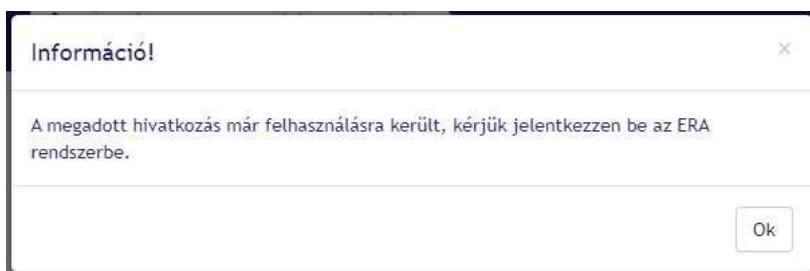 Információ!
×
A megadott hivatkozás már felhasználásra került, kérjük jelentkezzen be az ERA
rendszerbe.
Ok